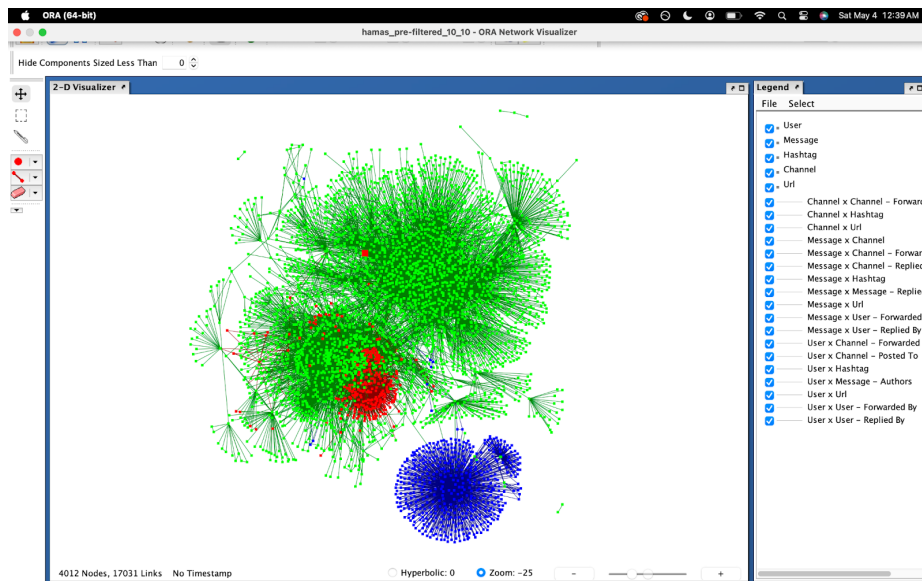 ORA (64-bit)
Sat May 4 12:39 AM
hamas_pre-filtered_10_10 - ORA Network Visualizer
Hide Components Sized Less Than 0
2-D Visualizer
Legend
File Select
User
Message
Hashtag
Channel
Url
Channel x Channel - Forward
Channel x Hashtag
Channel x Url
Message x Channel
Message x Channel - Forwar
Message x Channel - Replied
Message x Hashtag
Message x Message - Replie
Message x Url
Message x User - Forwarded
Message x User - Replied By
User x Channel - Forwarded
User x Channel - Posted To
User x Hashtag
User x Message - Authors
User x Url
User x User - Forwarded By
User x User - Replied By
4012 Nodes, 17031 Links No Timestamp
Hyperbolic: 0 Zoom: -25 - +